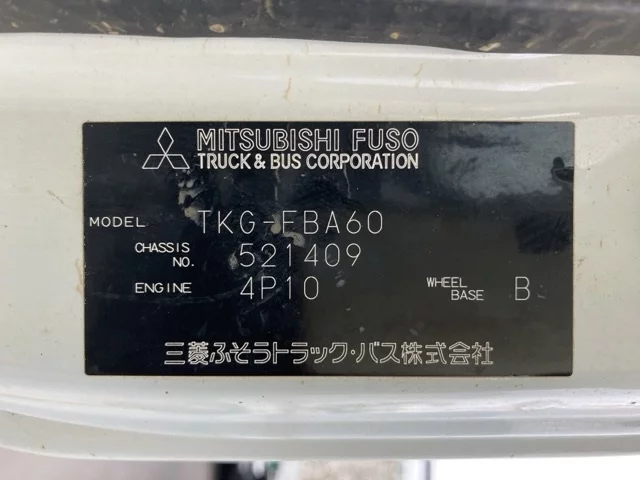 MITSUBISHI FUSO
TRUCK & BUS CORPORATION
MODEL TKG-FBA60
CHASSIS NO. 521409
ENGINE 4P10 WHEEL BASE B
三菱ふそうトラック・バス株式会社